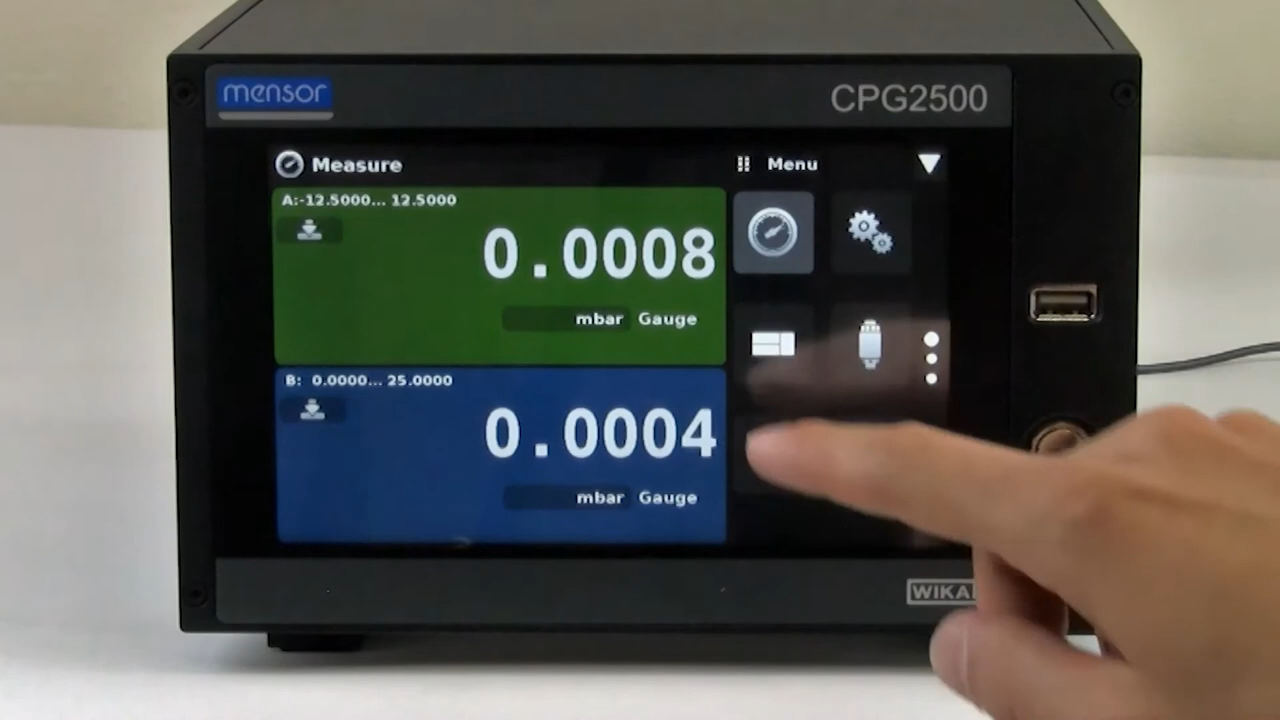 mensor
CPG2500
Measure
Menu
A:-12.5000... 12.5000
0.0008
mbar Gauge
B: 0.0000... 25.0000
0.0004
mbar Gauge
WIKA